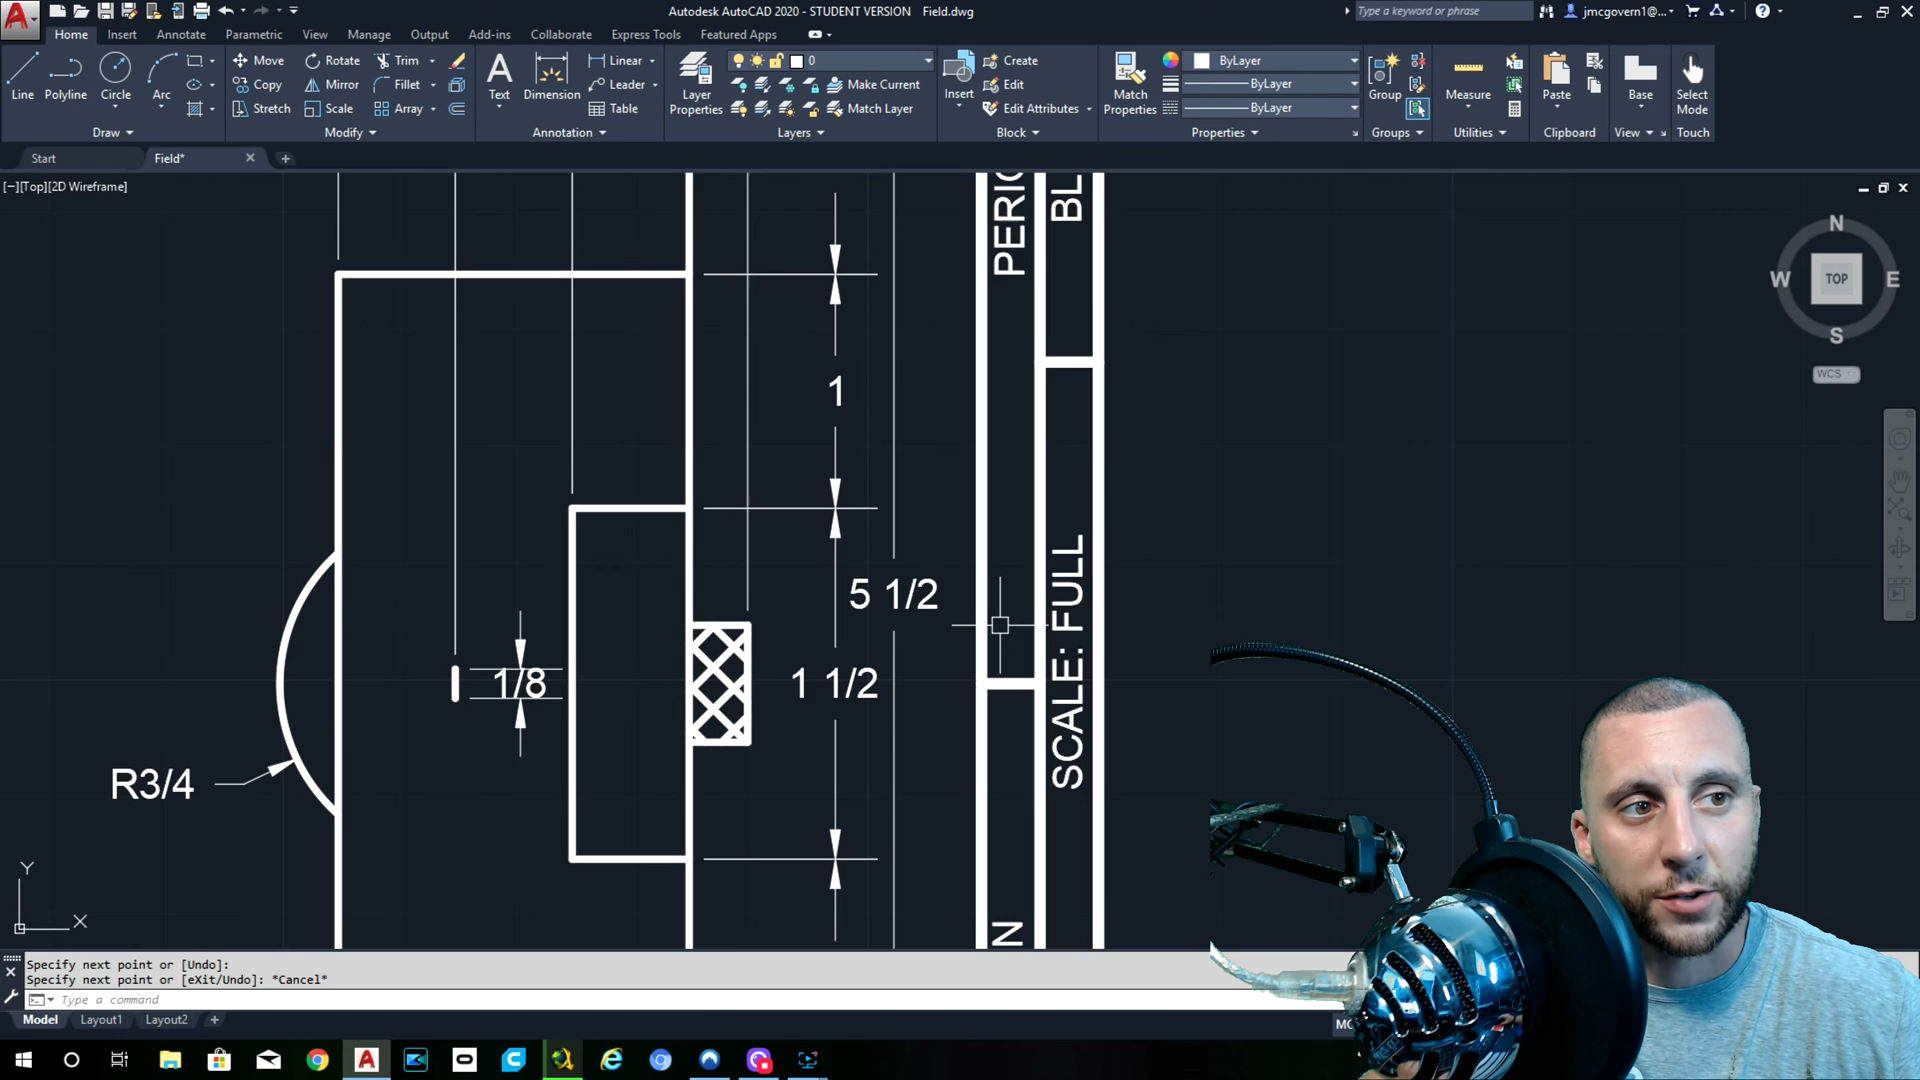 Autodesk AutoCAD 2020 - STUDENT VERSION Field.dwg
Type a keyword or phrase
jmcgovern1@...
Home Insert Annotate Parametric View Manage Output Add-ins Collaborate Express Tools Featured Apps
Line Polyline Circle Arc
Draw
Move Rotate Trim
Copy Mirror Fillet
Stretch Scale Array
Modify
Text Dimension
Linear
Leader
Table
Annotation
Layer Properties
0
Make Current
Match Layer
Layers
Insert
Create
Edit
Edit Attributes
Block
Match Properties
ByLayer
ByLayer
ByLayer
Properties
Group
Groups
Measure
Utilities
Paste
Clipboard
Base
View
Select Mode
Touch
Start Field*
[−][Top][2D Wireframe]
N
W TOP E
S
WCS
PERIO
BL
1
5 1/2
1/8
1 1/2
R3/4
SCALE: FULL
N
Y
X
Specify next point or [Undo]:
Specify next point or [eXit/Undo]: *Cancel*
Type a command
Model Layout1 Layout2 +